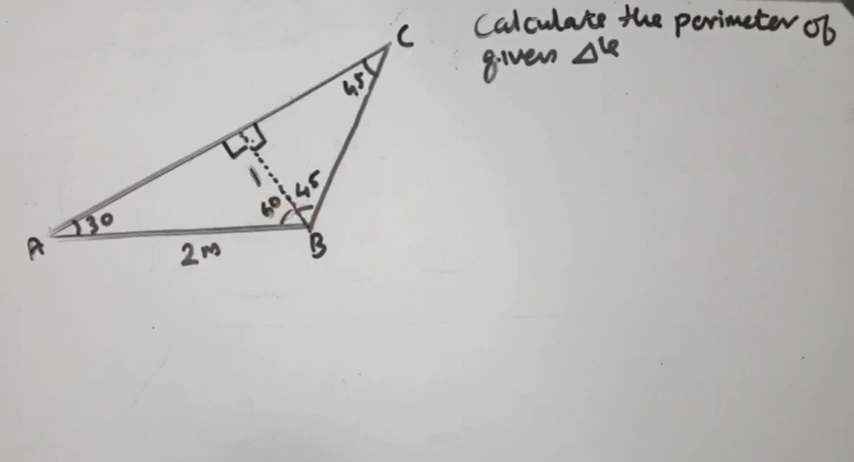 Calculate the perimeter of
given Δle
C
45
1
60 45
30
A
2m
B